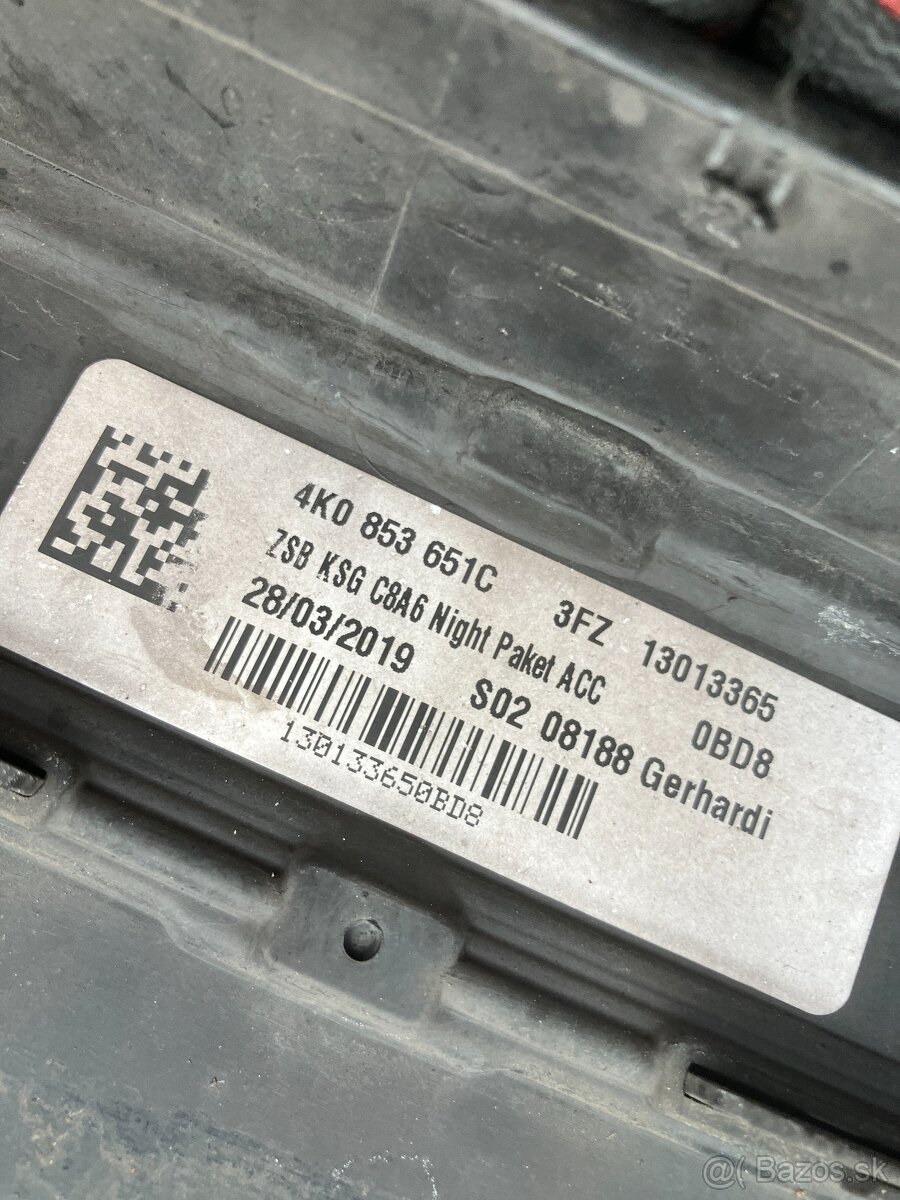 4K0 853 651C 3FZ 13013365
ZSB KSG C8A6 Night Paket ACC 0BD8
28/03/2019 S02 08188 Gerhardi
130133650BD8
@( Bazos.sk